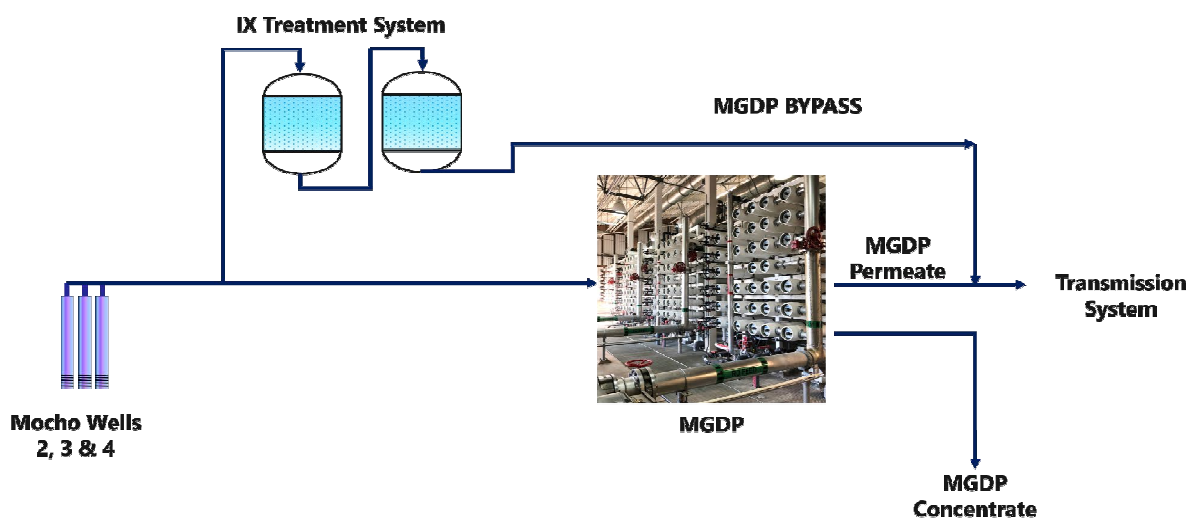 IX Treatment System
MGDP BYPASS
MGDP
Permeate
Transmission
System
Mocho Wells
2, 3 & 4
MGDP
MGDP
Concentrate